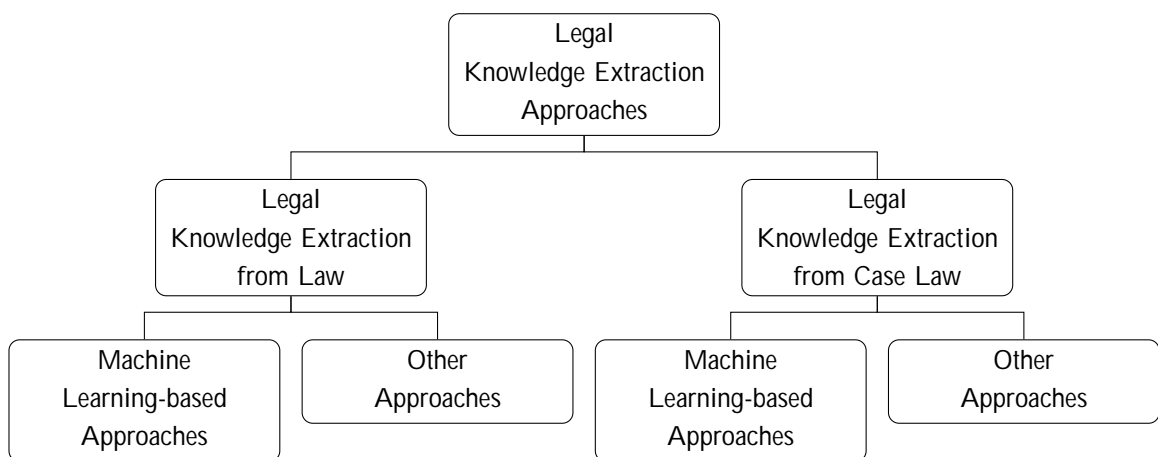 Legal
Knowledge Extraction
Approaches
Legal
Knowledge Extraction
from Law
Legal
Knowledge Extraction
from Case Law
Machine
Learning-based
Approaches
Other
Approaches
Machine
Learning-based
Approaches
Other
Approaches